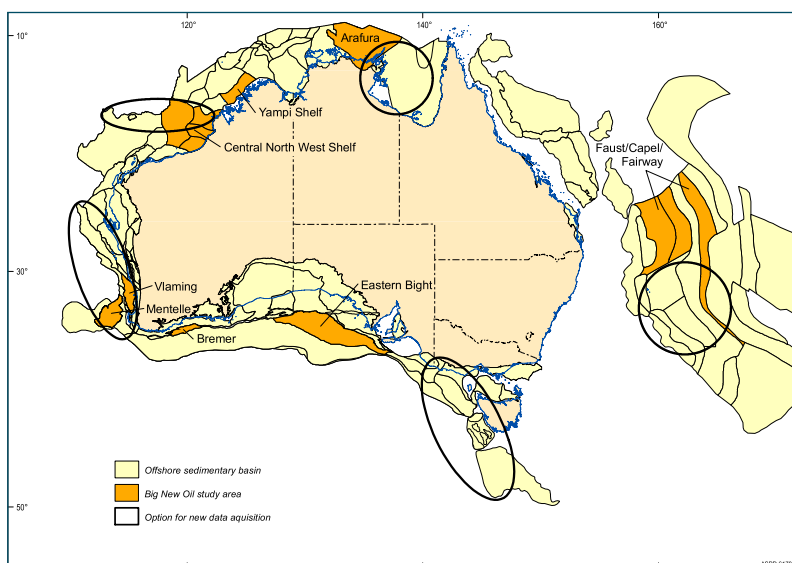 120°
140°
160°
10°
Arafura
Yampi Shelf
Central North West Shelf
Faust/Capel/
Fairway
30°
Vlaming
Mentelle
Bremer
Eastern Bight
Offshore sedimentary basin
Big New Oil study area
Option for new data aquisition
50°